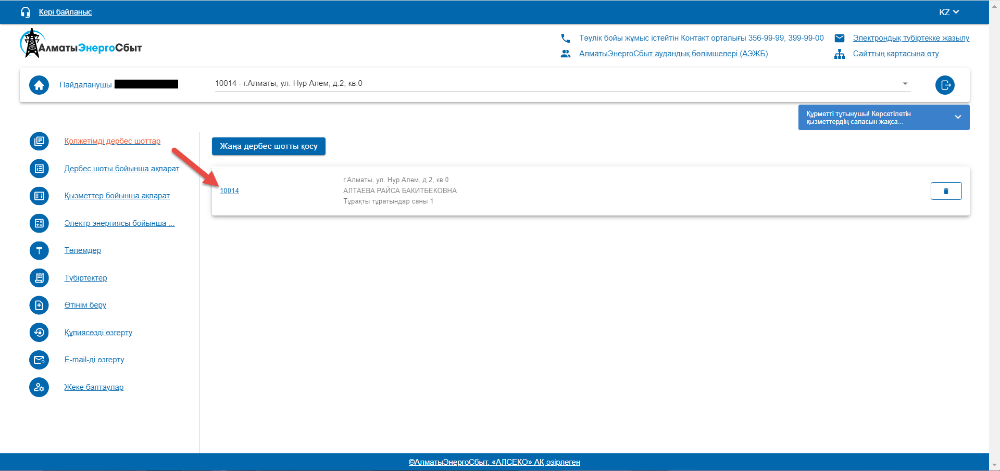 Кері байланыс
KZ
АлматыЭнергоСбыт
Тәулік бойы жұмыс істейтін Контакт орталығы 356-99-99, 399-99-00
Электрондық түбіртекке жазылу
АлматыЭнергоСбыт аудандық бөлімшелері (АЭЖБ)
Сайттың картасына өту
Пайдаланушы
10014 - г.Алматы, ул. Нур Алем, д.2, кв.0
Құрметті тұтынушы! Көрсетілетін
қызметтердің сапасын жақса...
Қолжетімді дербес шоттар
Дербес шоты бойынша ақпарат
Қызметтер бойынша ақпарат
Электр энергиясы бойынша ...
Төлемдер
Түбіртектер
Өтінім беру
Құпиясөзді өзгерту
E-mail-ді өзгерту
Жеке баптаулар
Жаңа дербес шотты қосу
10014
г.Алматы, ул. Нур Алем, д.2, кв.0
АЛТАЕВА РАЙСА БАКИТБЕКОВНА
Тұрақты тұратындар саны 1
©АлматыЭнергоСбыт. «АЛСЕКО» АҚ әзірлеген